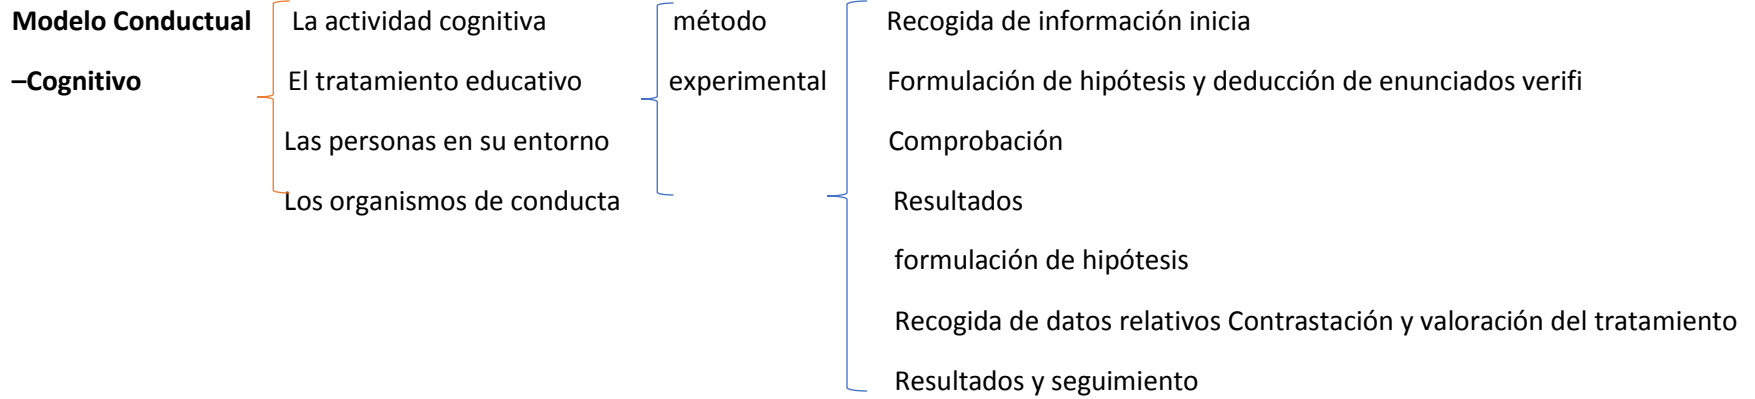 Modelo Conductual La actividad cognitiva método Recogida de información inicia
–Cognitivo El tratamiento educativo experimental Formulación de hipótesis y deducción de enunciados verifi
Las personas en su entorno Comprobación
Los organismos de conducta Resultados
formulación de hipótesis
Recogida de datos relativos Contrastación y valoración del tratamiento
Resultados y seguimiento